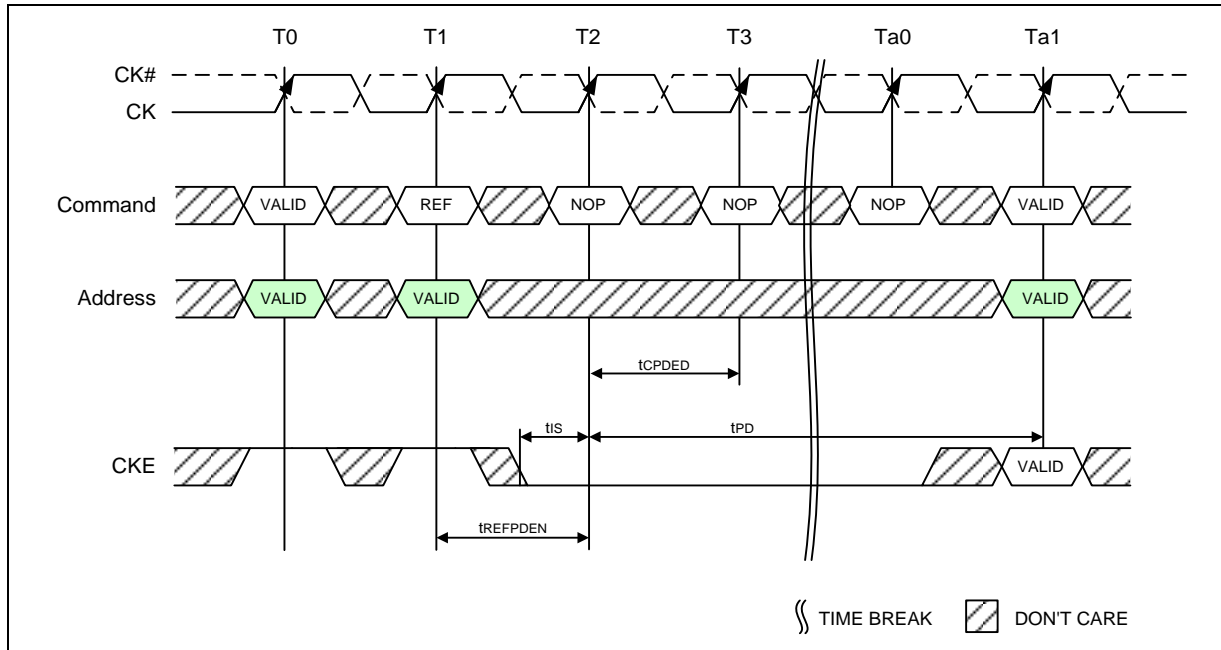 T0 T1 T2 T3 Ta0 Ta1
CK#
CK
Command VALID REF NOP NOP NOP VALID
Address VALID VALID VALID
tCPDED
tIS tPD
CKE VALID
tREFPDEN
TIME BREAK DON'T CARE